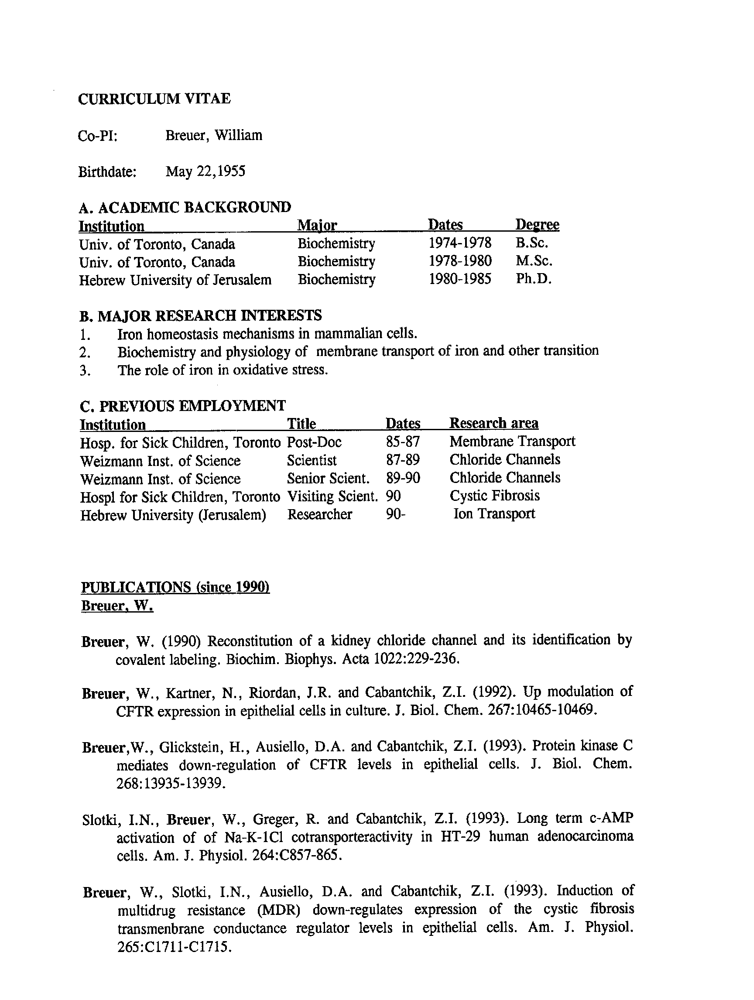 CURRICULUM VITAE
Co-PI: Breuer, William
Birthdate: May 22,1955
A. ACADEMIC BACKGROUND
Institution Major Dates Degree
Univ. of Toronto, Canada Biochemistry 1974-1978 B.Sc.
Univ. of Toronto, Canada Biochemistry 1978-1980 M.Sc.
Hebrew University of Jerusalem Biochemistry 1980-1985 Ph.D.
B. MAJOR RESEARCH INTERESTS
1. Iron homeostasis mechanisms in mammalian cells.
2. Biochemistry and physiology of membrane transport of iron and other transition
3. The role of iron in oxidative stress.
C. PREVIOUS EMPLOYMENT
Institution Title Dates Research area
Hosp. for Sick Children, Toronto Post-Doc 85-87 Membrane Transport
Weizmann Inst. of Science Scientist 87-89 Chloride Channels
Weizmann Inst. of Science Senior Scient. 89-90 Chloride Channels
Hospl for Sick Children, Toronto Visiting Scient. 90 Cystic Fibrosis
Hebrew University (Jerusalem) Researcher 90- Ion Transport
PUBLICATIONS (since 1990)
Breuer, W.
Breuer, W. (1990) Reconstitution of a kidney chloride channel and its identification by
covalent labeling. Biochim. Biophys. Acta 1022:229-236.
Breuer, W., Kartner, N., Riordan, J.R. and Cabantchik, Z.I. (1992). Up modulation of
CFTR expression in epithelial cells in culture. J. Biol. Chem. 267:10465-10469.
Breuer,W., Glickstein, H., Ausiello, D.A. and Cabantchik, Z.I. (1993). Protein kinase C
mediates down-regulation of CFTR levels in epithelial cells. J. Biol. Chem.
268:13935-13939.
Slotki, I.N., Breuer, W., Greger, R. and Cabantchik, Z.I. (1993). Long term c-AMP
activation of of Na-K-1Cl cotransporteractivity in HT-29 human adenocarcinoma
cells. Am. J. Physiol. 264:C857-865.
Breuer, W., Slotki, I.N., Ausiello, D.A. and Cabantchik, Z.I. (1993). Induction of
multidrug resistance (MDR) down-regulates expression of the cystic fibrosis
transmenbrane conductance regulator levels in epithelial cells. Am. J. Physiol.
265:C1711-C1715.